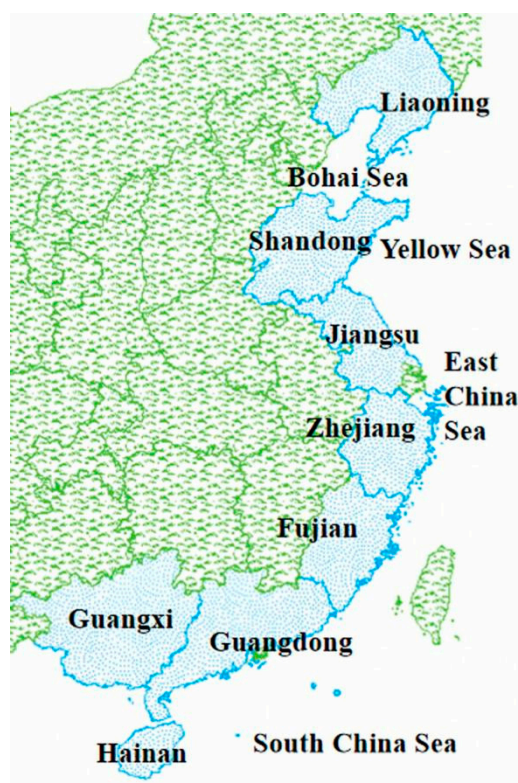 Liaoning
Bohai Sea
Shandong
Yellow Sea
Jiangsu
East
China
Sea
Zhejiang
Fujian
Guangxi
Guangdong
Hainan
South China Sea